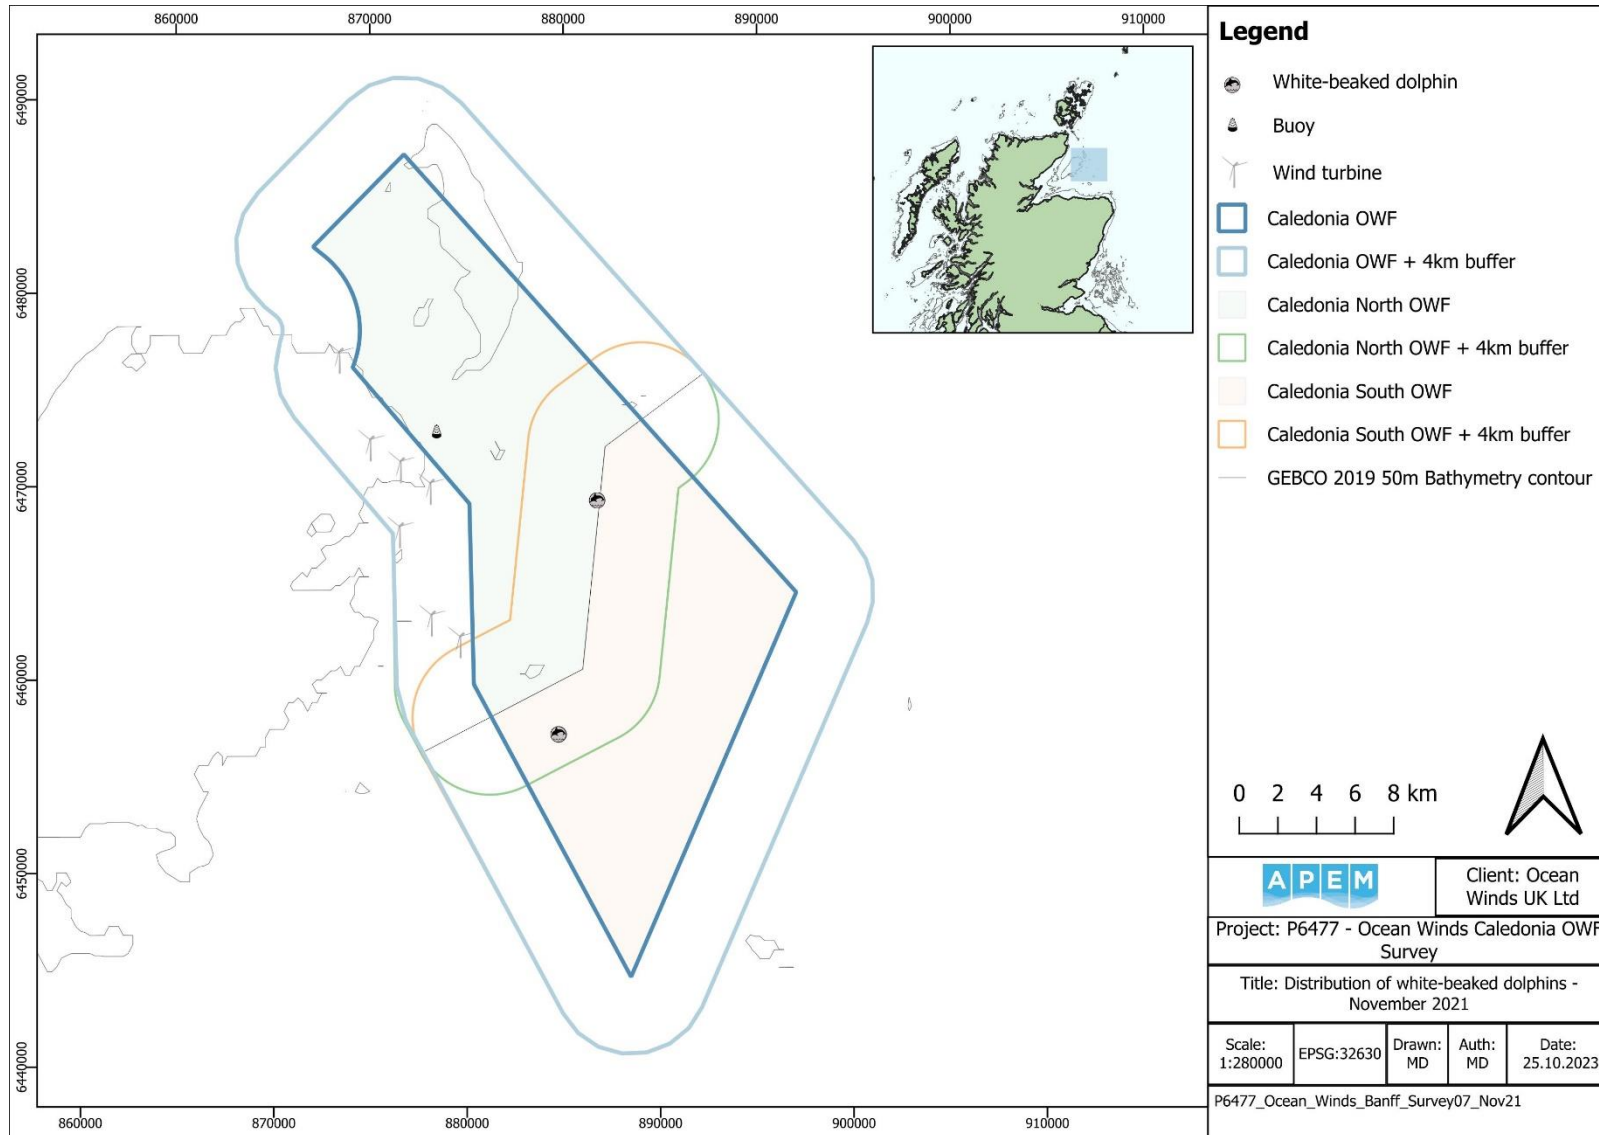 860000
870000
880000
890000
900000
910000
6490000
6480000
6470000
6460000
6450000
6440000
860000
870000
880000
890000
900000
910000
Legend
White-beaked dolphin
Buoy
Wind turbine
Caledonia OWF
Caledonia OWF + 4km buffer
Caledonia North OWF
Caledonia North OWF + 4km buffer
Caledonia South OWF
Caledonia South OWF + 4km buffer
GEBCO 2019 50m Bathymetry contour
0 2 4 6 8 km
APEM
Client: Ocean
Winds UK Ltd
Project: P6477 - Ocean Winds Caledonia OWF
Survey
Title: Distribution of white-beaked dolphins -
November 2021
Scale:
1:280000
EPSG:32630
Drawn:
MD
Auth:
MD
Date:
25.10.2023
P6477_Ocean_Winds_Banff_Survey07_Nov21